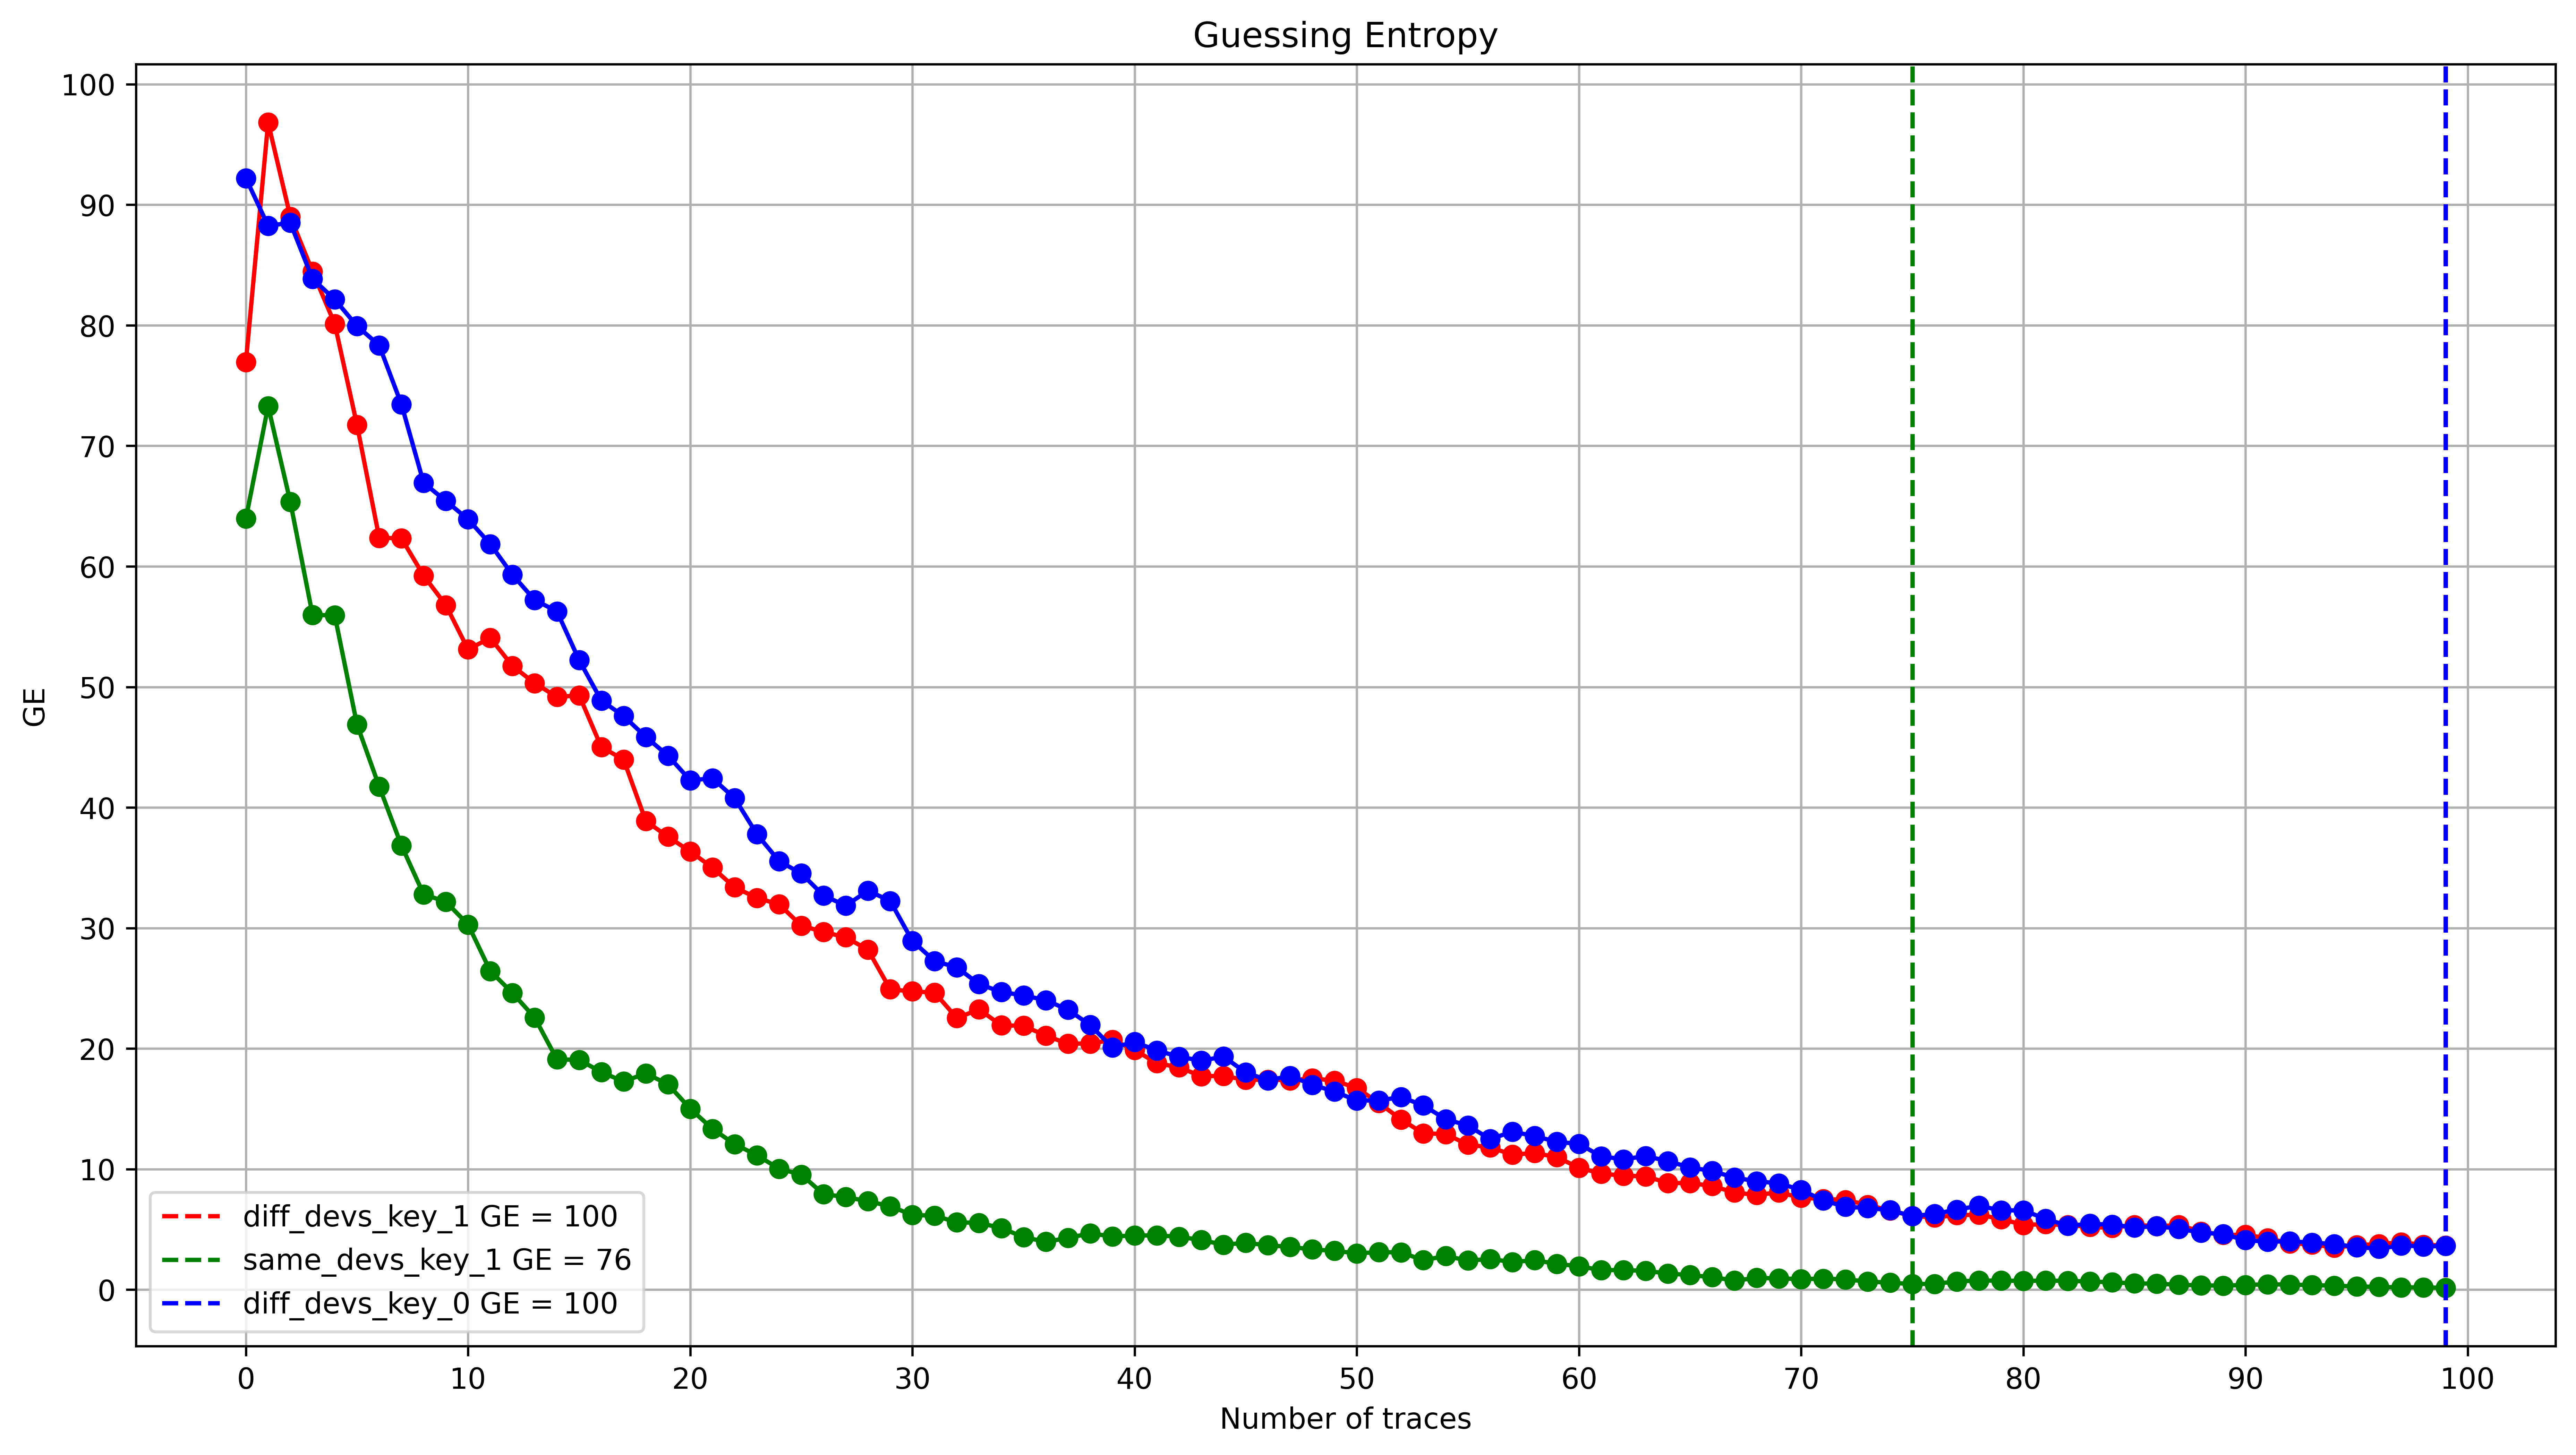 Guessing Entropy
100
90
80
70
60
50
40
30
20
10
0
GE
diff_devs_key_1 GE = 100
same_devs_key_1 GE = 76
diff_devs_key_0 GE = 100
0 10 20 30 40 50 60 70 80 90 100
Number of traces